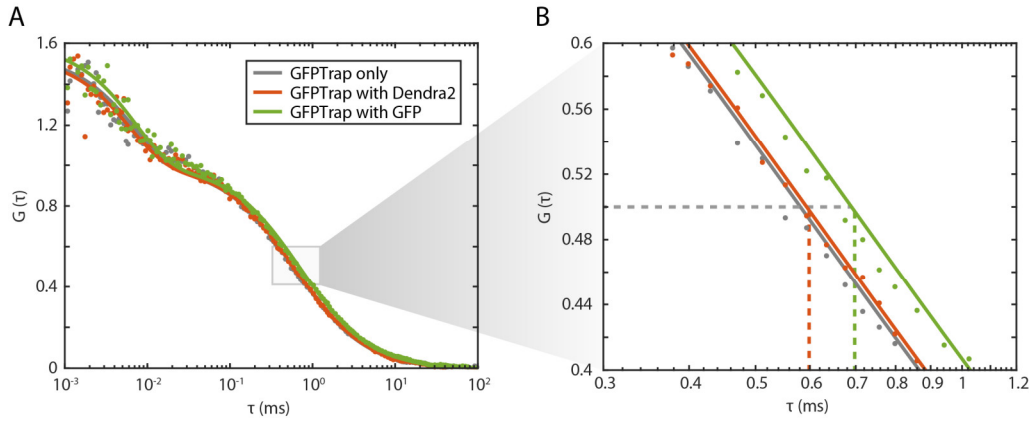 A
G (τ)
1.6
1.2
0.8
0.4
0
10⁻³
10⁻²
10⁻¹
10⁰
10¹
10²
τ (ms)
GFPTrap only
GFPTrap with Dendra2
GFPTrap with GFP
B
G (τ)
0.6
0.56
0.52
0.48
0.44
0.4
0.3
0.4
0.5
0.6
0.7
0.8
0.9
1
1.2
τ (ms)